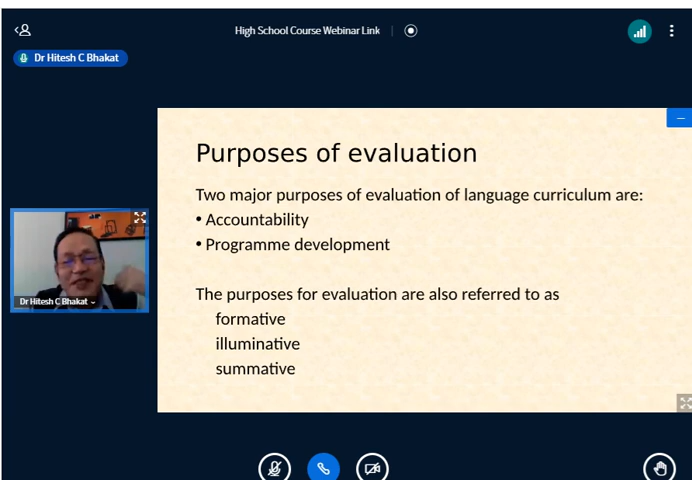 High School Course Webinar Link
Dr Hitesh C Bhakat
Purposes of evaluation
Two major purposes of evaluation of language curriculum are:
• Accountability
• Programme development
The purposes for evaluation are also referred to as
formative
illuminative
summative
Dr Hitesh C Bhakat